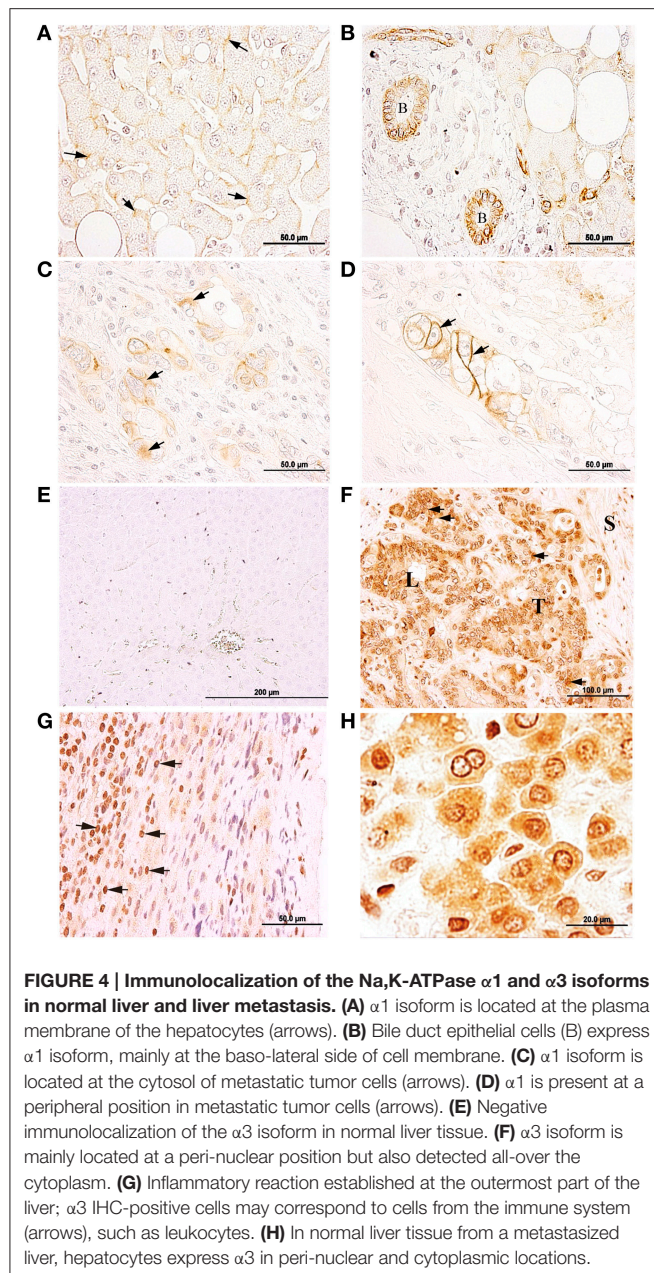 A
B
B
B
50.0 µm
50.0 µm
C
D
50.0 µm
50.0 µm
E
F
S
L
T
200 µm
100.0 µm
G
H
50.0 µm
20.0 µm
FIGURE 4 | Immunolocalization of the Na,K-ATPase α1 and α3 isoforms
in normal liver and liver metastasis. (A) α1 isoform is located at the plasma
membrane of the hepatocytes (arrows). (B) Bile duct epithelial cells (B) express
α1 isoform, mainly at the baso-lateral side of cell membrane. (C) α1 isoform is
located at the cytosol of metastatic tumor cells (arrows). (D) α1 is present at a
peripheral position in metastatic tumor cells (arrows). (E) Negative
immunolocalization of the α3 isoform in normal liver tissue. (F) α3 isoform is
mainly located at a peri-nuclear position but also detected all-over the
cytoplasm. (G) Inflammatory reaction established at the outermost part of the
liver; α3 IHC-positive cells may correspond to cells from the immune system
(arrows), such as leukocytes. (H) In normal liver tissue from a metastasized
liver, hepatocytes express α3 in peri-nuclear and cytoplasmic locations.